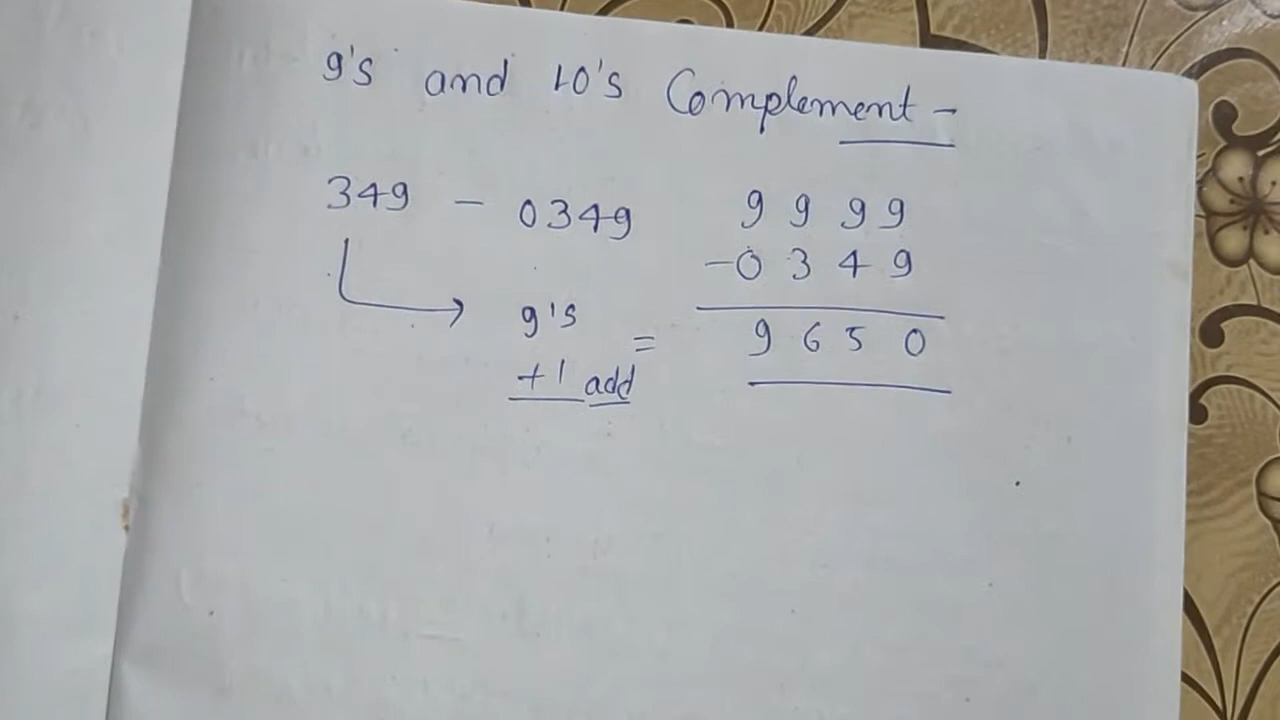 9's and 10's Complement -
349 - 0349
9's
+1 add
=
9 9 9 9
-0 3 4 9
9 6 5 0